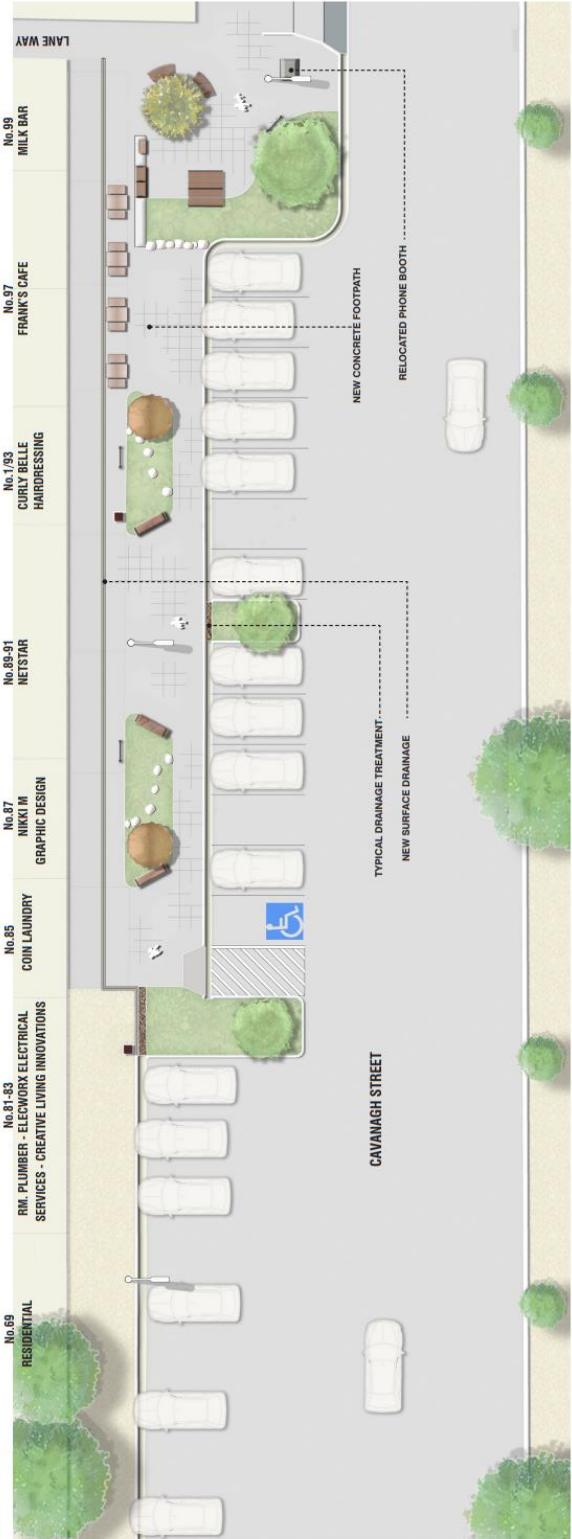 LANE WAY
No.99
MILK BAR
No.97
FRANK'S CAFE
No.1/93
CURLY BELLE
HAIRDRESSING
No.89-91
NETSTAR
No.87
NIKKI M
GRAPHIC DESIGN
No.85
COIN LAUNDRY
No.81-83
RM. PLUMBER - ELECWORX ELECTRICAL
SERVICES - CREATIVE LIVING INNOVATIONS
No.69
RESIDENTIAL
NEW CONCRETE FOOTPATH
RELOCATED PHONE BOOTH
TYPICAL DRAINAGE TREATMENT
NEW SURFACE DRAINAGE
CAVANAGH STREET